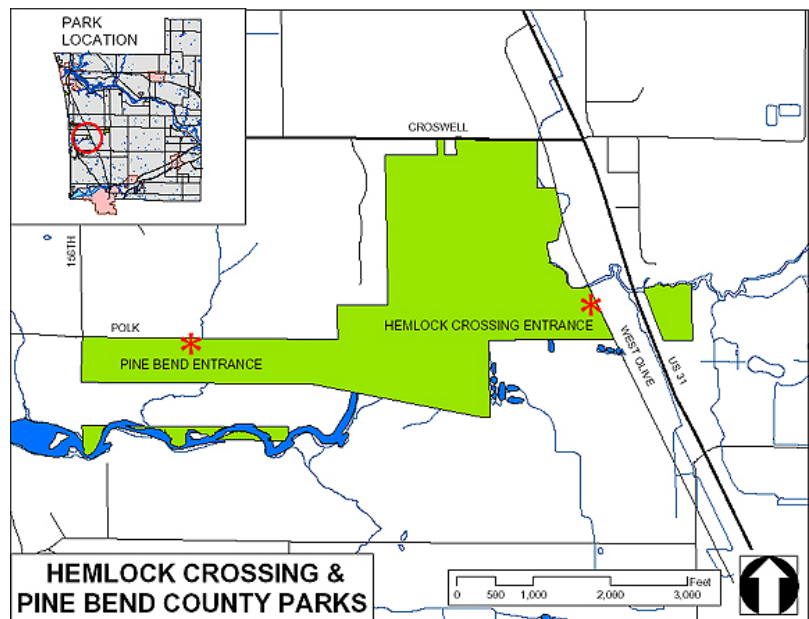 PARK
LOCATION
CROSWELL
156TH
POLK
PINE BEND ENTRANCE
HEMLOCK CROSSING ENTRANCE
WEST OLIVE
US 31
HEMLOCK CROSSING &
PINE BEND COUNTY PARKS
Feet
0 500 1,000 2,000 3,000